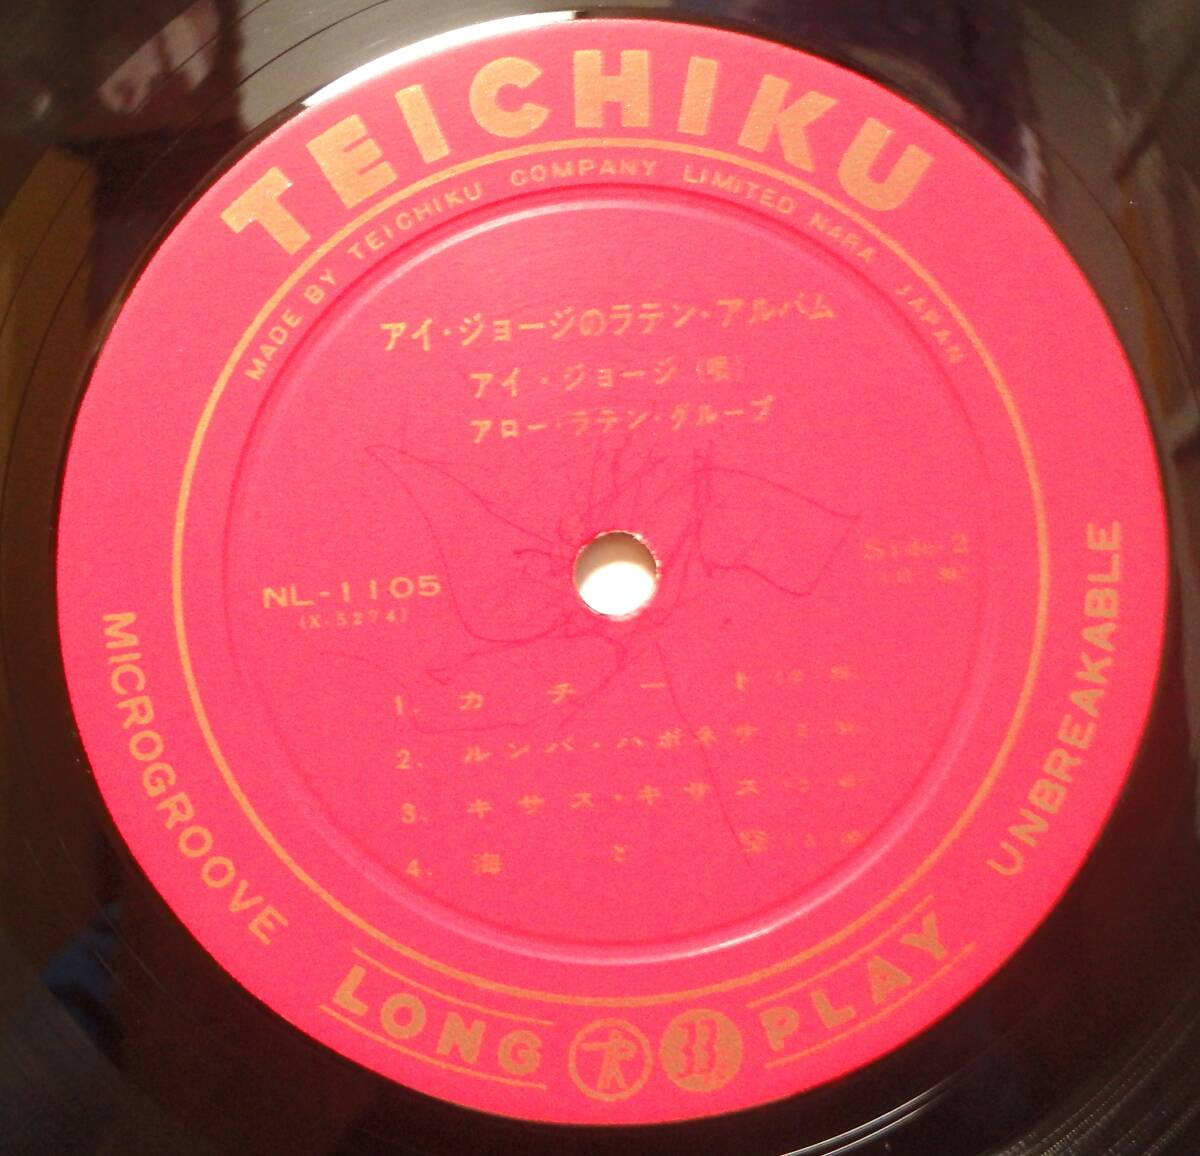 TEICHIKU
MADE BY TEICHIKU COMPANY LIMITED NARA JAPAN
アイ・ジョージのラテン・アルバム
アイ・ジョージ (唄)
アロー・ラテン・グループ
Side-2
NL-1105
(X.5274)
1. カチート
2. ルンバ・ハポネサ
3. キサス・キサス
4. 海と空
MICROGROOVE
UNBREAKABLE
LONG PLAY